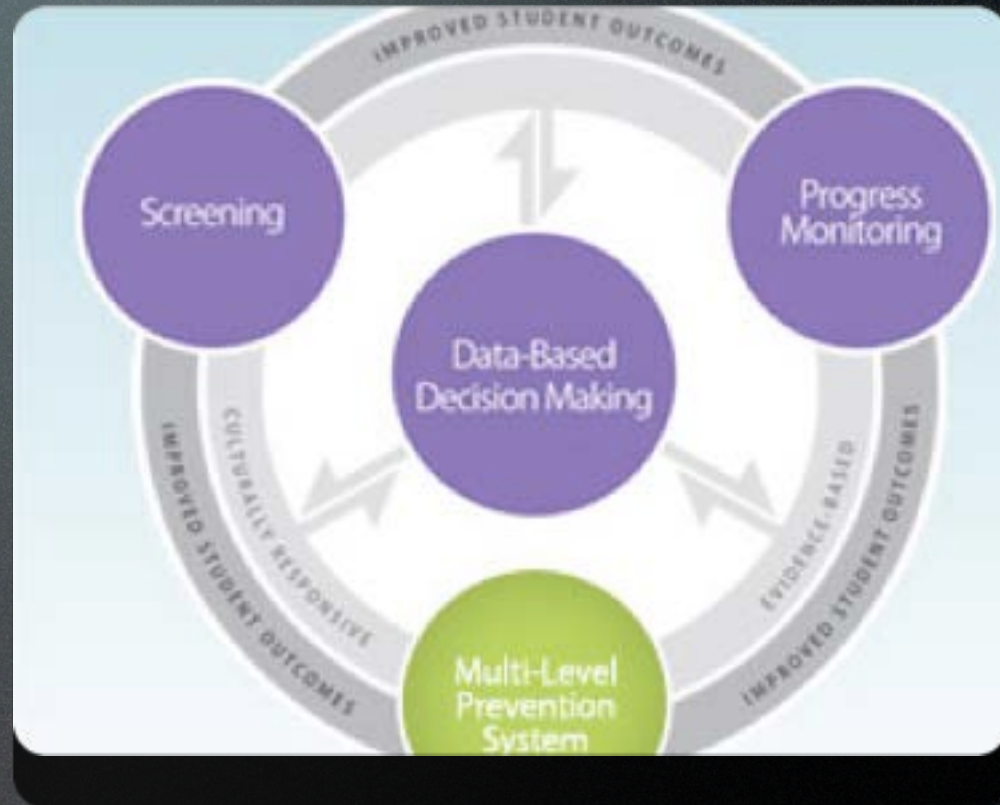 IMPROVED STUDENT OUTCOMES
Screening
Progress
Monitoring
Data-Based
Decision Making
IMPROVED STUDENT OUTCOMES
CULTURALLY RESPONSIVE
EVIDENCE-BASED
IMPROVED STUDENT OUTCOMES
Multi-Level
Prevention
System